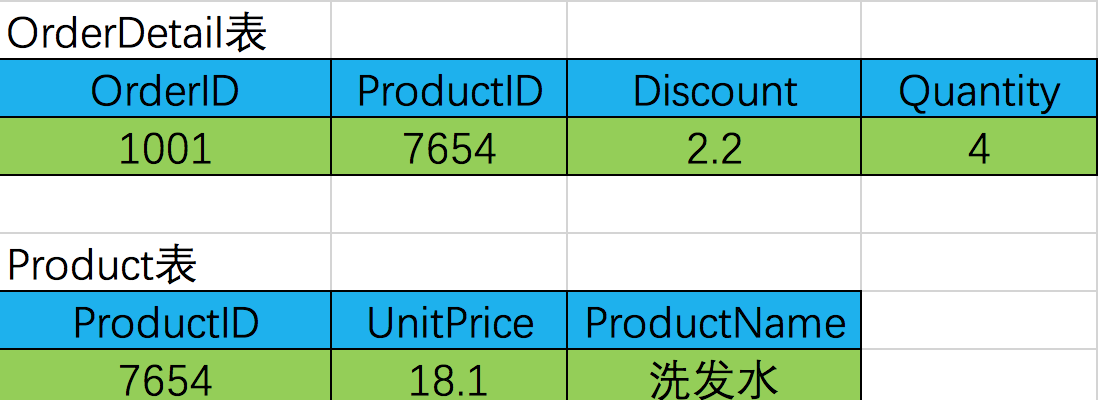 OrderDetail表
OrderID ProductID Discount Quantity
1001 7654 2.2 4
Product表
ProductID UnitPrice ProductName
7654 18.1 洗发水